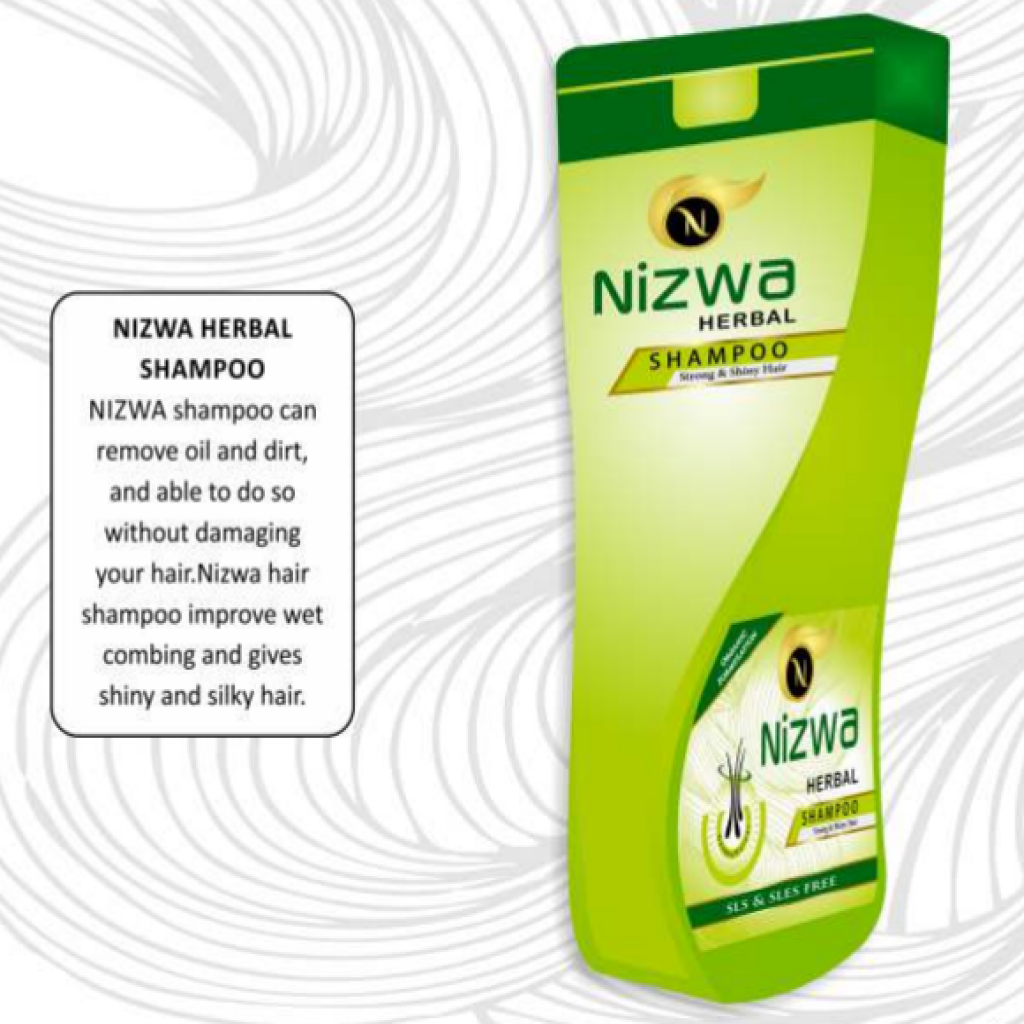 NIZWA HERBAL
SHAMPOO
NIZWA shampoo can
remove oil and dirt,
and able to do so
without damaging
your hair.Nizwa hair
shampoo improve wet
combing and gives
shiny and silky hair.
N
Nizwa
HERBAL
SHAMPOO
Strong & Shiny Hair
ORGANIC
N
Nizwa
HERBAL
SHAMPOO
SLS & SLES FREE